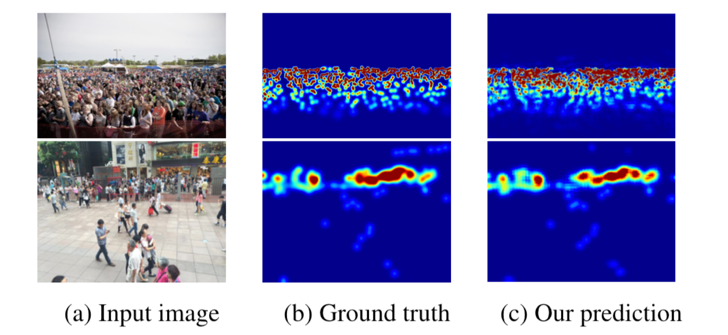 (a) Input image
(b) Ground truth
(c) Our prediction